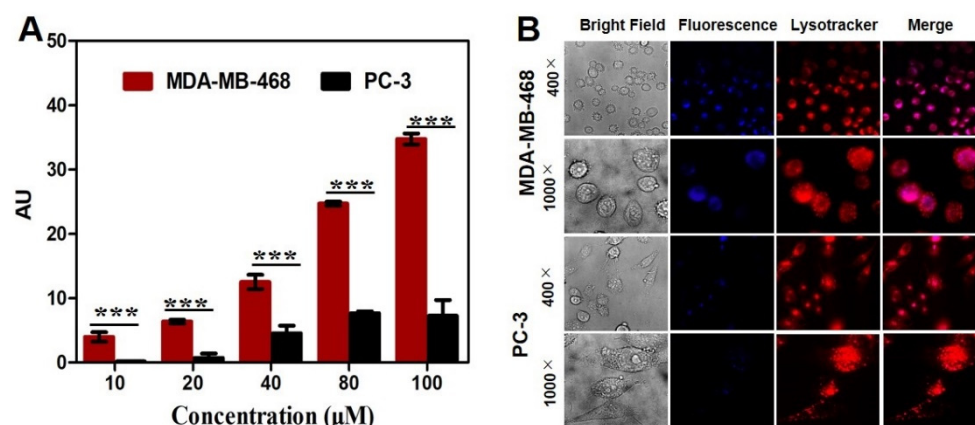 A
50
40
30
20
10
0
AU
MDA-MB-468 PC-3
***
***
***
***
***
10 20 40 80 100
Concentration (µM)
B
Bright Field Fluorescence Lysotracker Merge
MDA-MB-468
400×
1000×
PC-3
400×
1000×